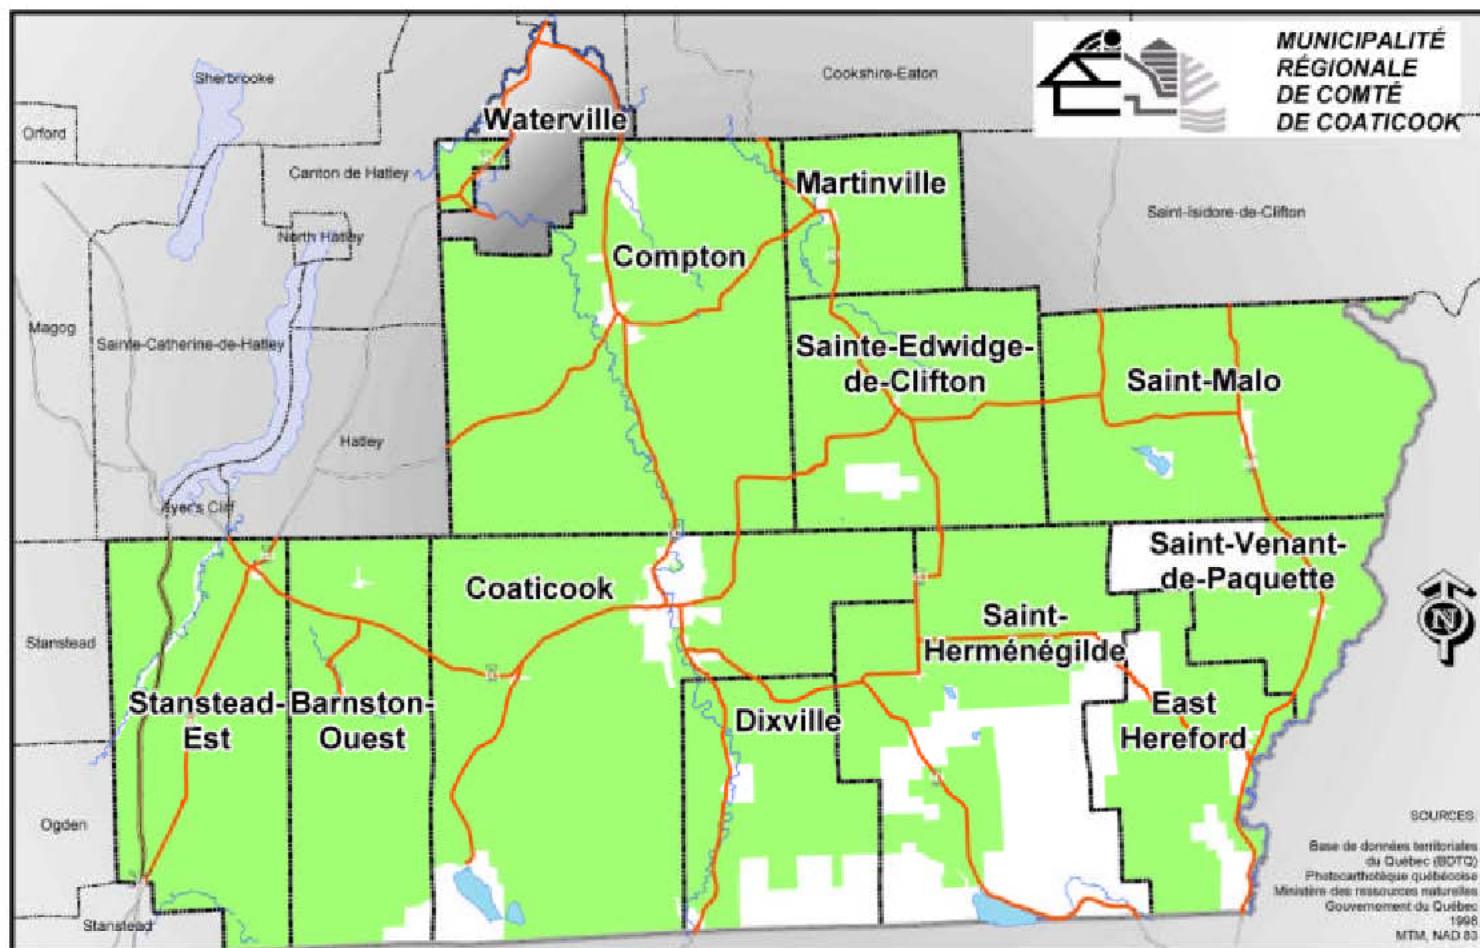 MUNICIPALITÉ
RÉGIONALE
DE COMTÉ
DE COATICOOK
Sherbrooke
Cookshire-Eaton
Orford
Waterville
Canton de Hatley
Martinville
Saint-Isidore-de-Clifton
North Hatley
Compton
Magog
Sainte-Catherine-de-Hatley
Sainte-Edwidge-
de-Clifton
Saint-Malo
Hatley
Ayer's Cliff
Saint-Venant-
de-Paquette
Coaticook
Saint-
Herménégilde
N
Stanstead
Stanstead-
Est
Barnston-
Ouest
Dixville
East
Hereford
Ogden
Stanstead
SOURCES:
Base de données territoriales
du Québec (BDTQ)
Photocarthotèque québécoise
Ministère des ressources naturelles
Gouvernement du Québec
1998
MTM, NAD 83